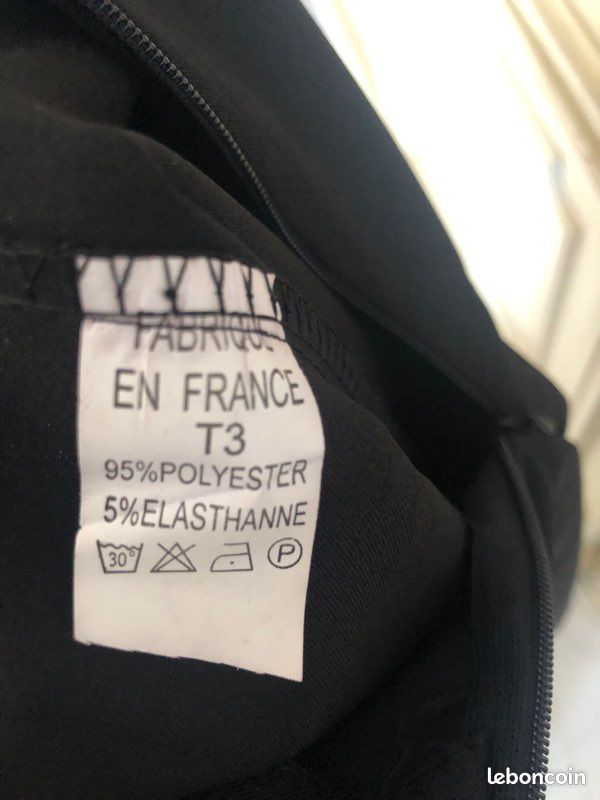 FABRIQUE
EN FRANCE
T3
95%POLYESTER
5%ELASTHANNE
30°
P
leboncoin